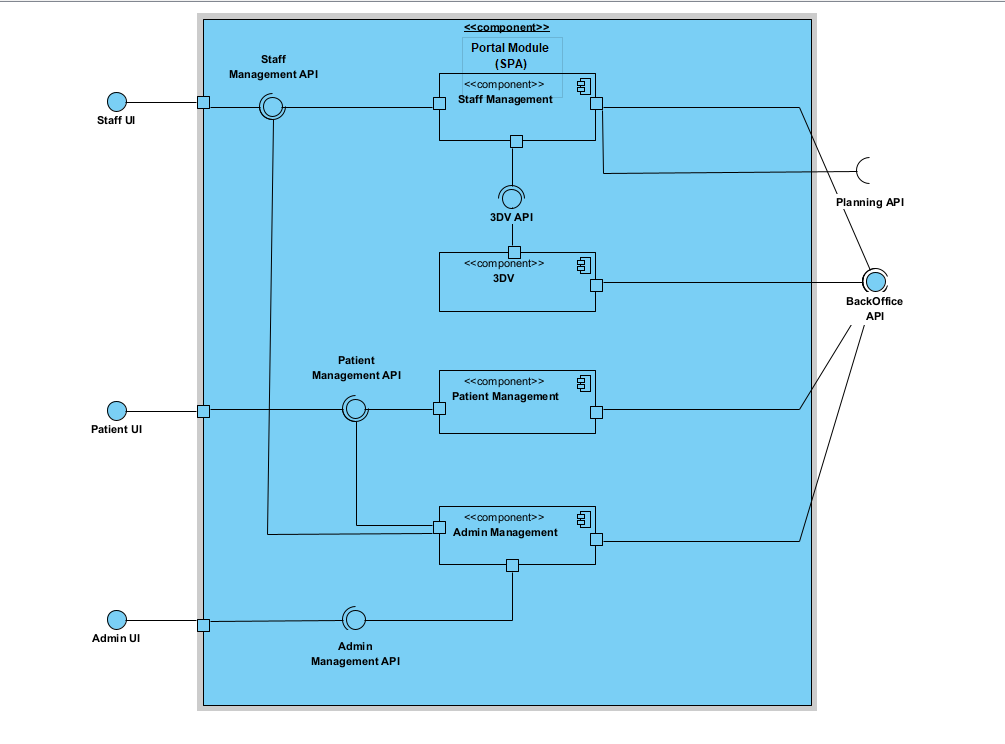 <<component>>
Portal Module
(SPA)
Staff
Management API
<<component>>
Staff Management
Staff UI
Planning API
3DV API
<<component>>
3DV
BackOffice
API
Patient
Management API
<<component>>
Patient Management
Patient UI
<<component>>
Admin Management
Admin UI
Admin
Management API